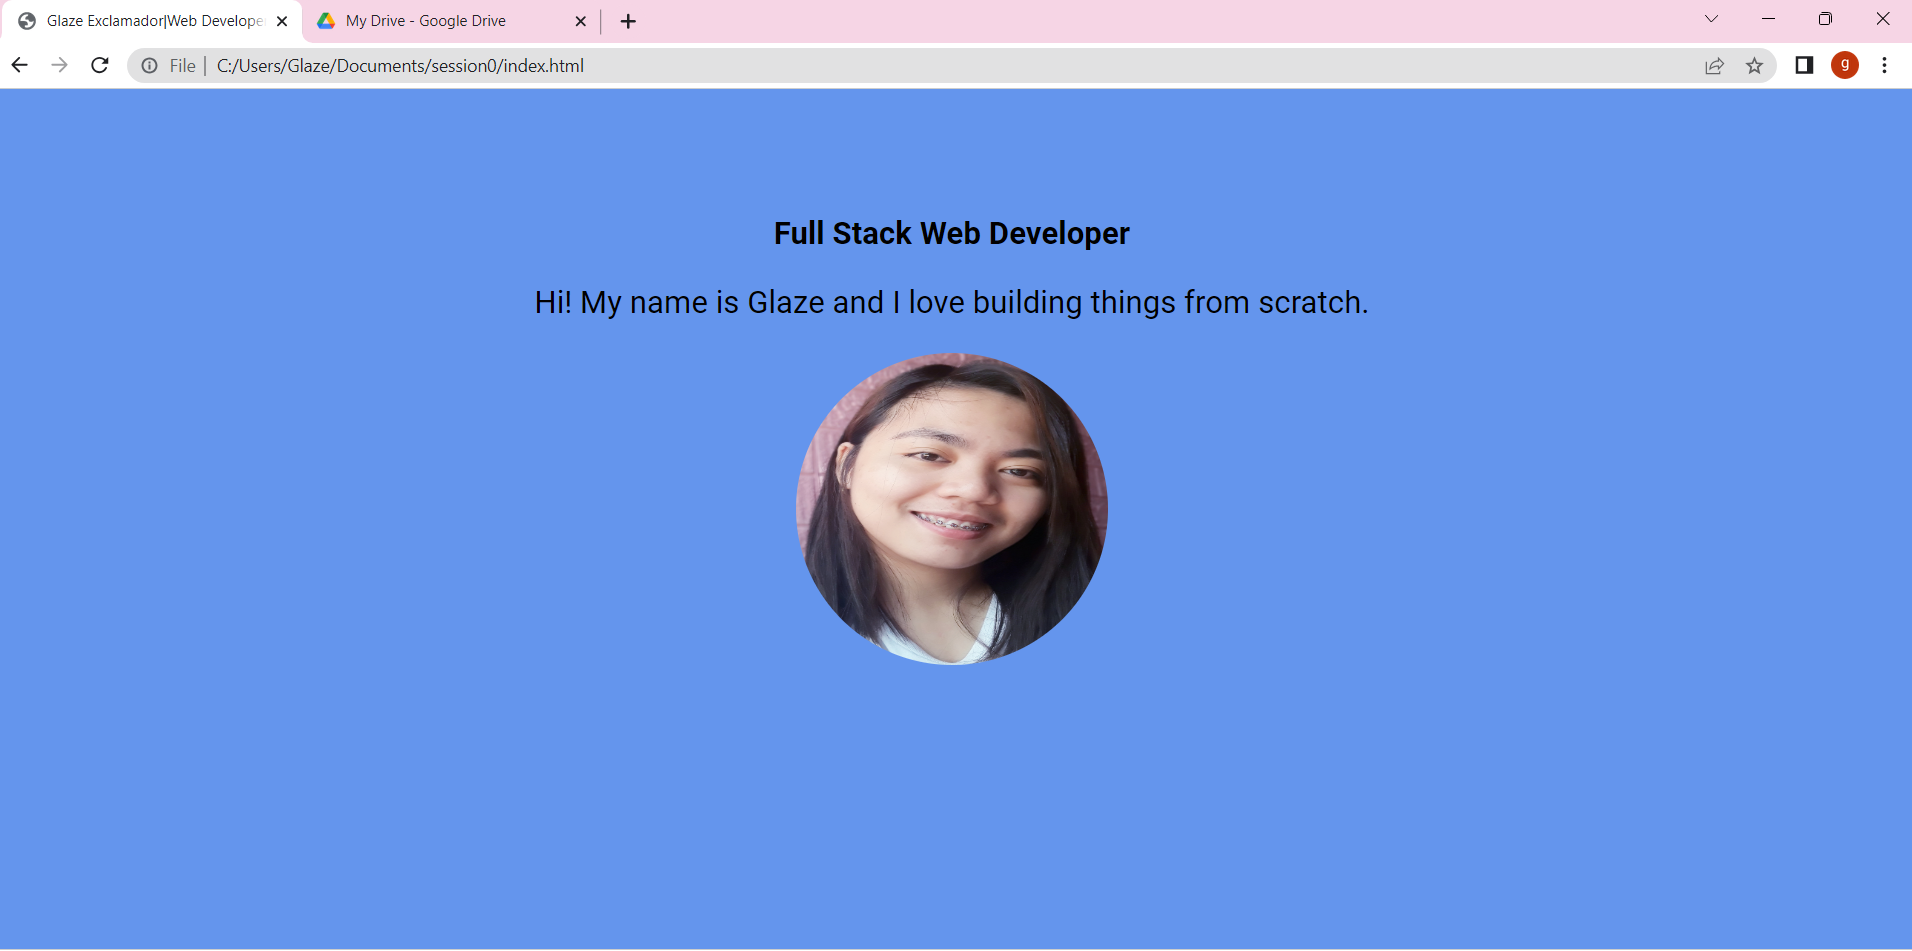 Glaze Exclamador|Web Develope
My Drive - Google Drive
File
C:/Users/Glaze/Documents/session0/index.html
g
Full Stack Web Developer
Hi! My name is Glaze and I love building things from scratch.